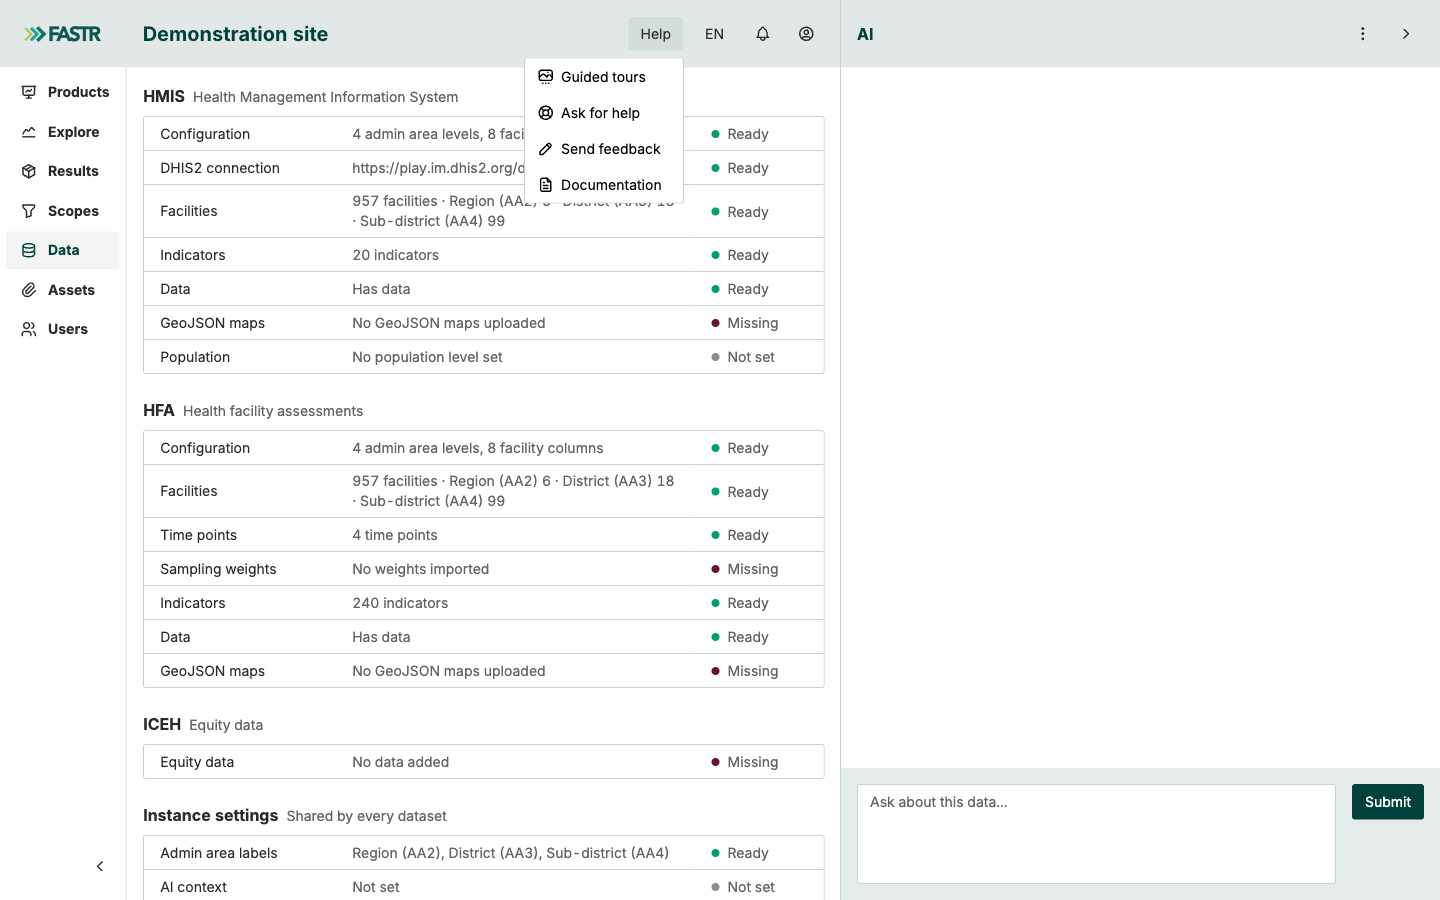 FASTR
Demonstration site
Help
EN
AI
Guided tours
Ask for help
Send feedback
Documentation
Products
Explore
Results
Scopes
Data
Assets
Users
HMIS Health Management Information System
Configuration 4 admin area levels, 8 faci Ready
DHIS2 connection https://play.im.dhis2.org/d Ready
Facilities 957 facilities · Region (AA2) 6 · District (AA3) 18
· Sub-district (AA4) 99 Ready
Indicators 20 indicators Ready
Data Has data Ready
GeoJSON maps No GeoJSON maps uploaded Missing
Population No population level set Not set
HFA Health facility assessments
Configuration 4 admin area levels, 8 facility columns Ready
Facilities 957 facilities · Region (AA2) 6 · District (AA3) 18
· Sub-district (AA4) 99 Ready
Time points 4 time points Ready
Sampling weights No weights imported Missing
Indicators 240 indicators Ready
Data Has data Ready
GeoJSON maps No GeoJSON maps uploaded Missing
ICEH Equity data
Equity data No data added Missing
Instance settings Shared by every dataset
Admin area labels Region (AA2), District (AA3), Sub-district (AA4) Ready
AI context Not set Not set
Ask about this data...
Submit